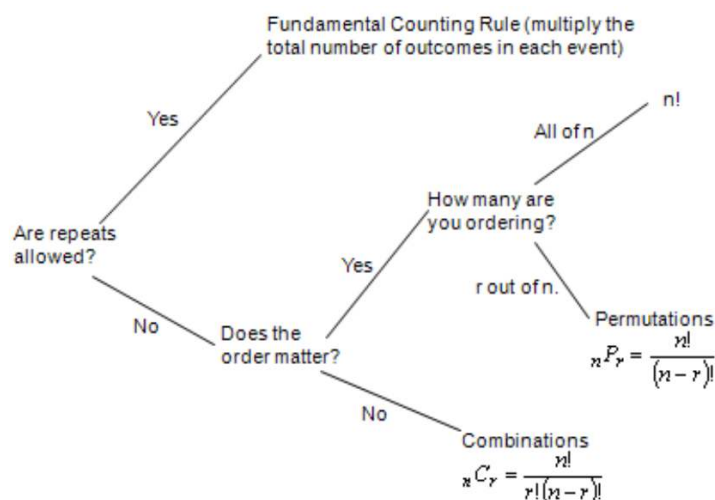 Fundamental Counting Rule (multiply the
total number of outcomes in each event)
Yes
n!
All of n
How many are
you ordering?
Are repeats
allowed?
Yes
r out of n.
No
Does the
order matter?
Permutations
nPr = n!/(n-r)!
No
Combinations
nCr = n!/r!(n-r)!